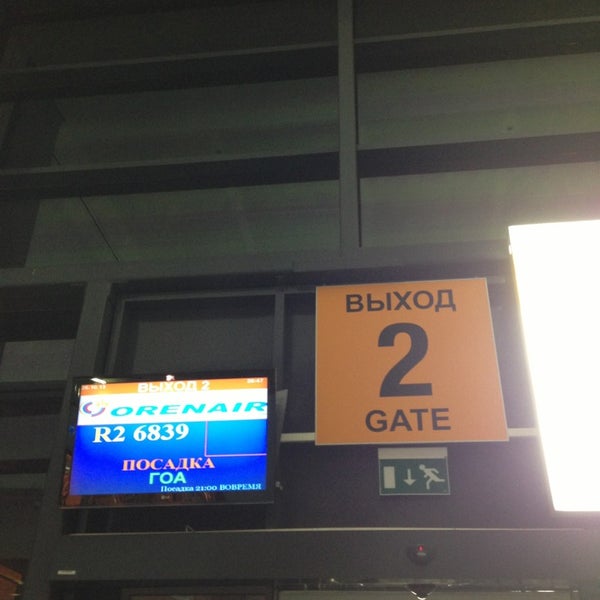 ВЫХОД
2
GATE
ВЫХОД 2
ORENAIR
R2 6839
ПОСАДКА
ГОА
Посадка 21:00 ВОВРЕМЯ